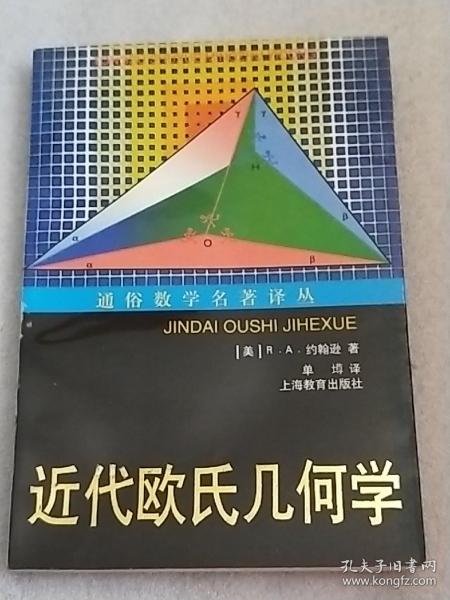 γ γ
H
β
α
O
α β
通俗数学名著译丛
JINDAI OUSHI JIHEXUE
[美] R.A.约翰逊 著
单 墫 译
上海教育出版社
近代欧氏几何学
孔夫子旧书网
www.kongfz.com